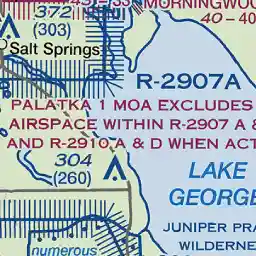 372
(303)
MORNINGWOO
40 - 40
Salt Springs
R-2907A
PALATKA 1 MOA EXCLUDES
AIRSPACE WITHIN R-2907 A &
AND R-2910 A & D WHEN ACT
304
(260)
LAKE
GEORGE
JUNIPER PRA
WILDERNE
numerous